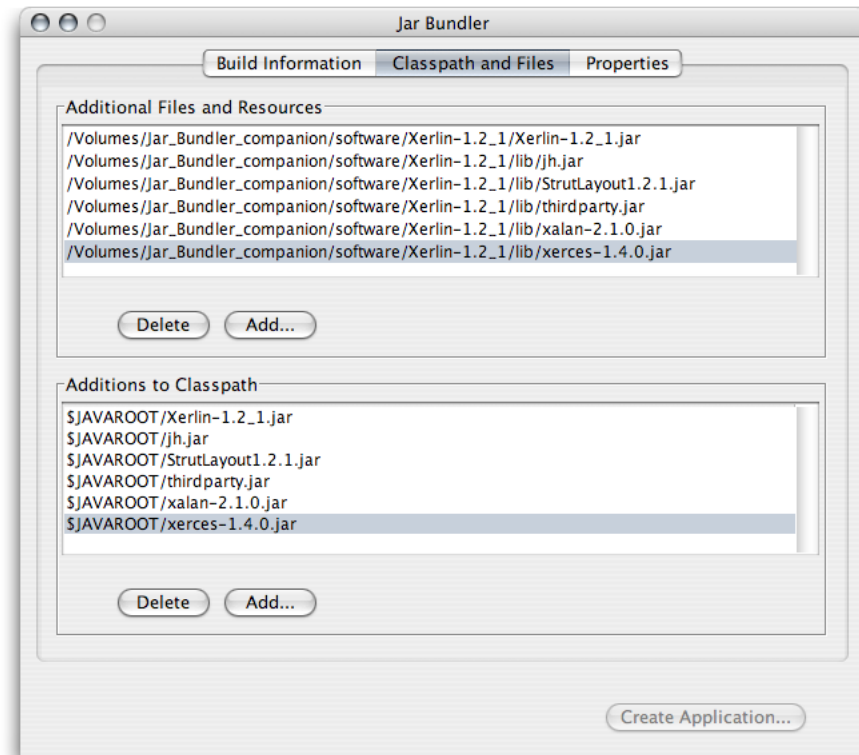 Jar Bundler
Build Information Classpath and Files Properties
Additional Files and Resources
/Volumes/Jar_Bundler_companion/software/Xerlin-1.2_1/Xerlin-1.2_1.jar
/Volumes/Jar_Bundler_companion/software/Xerlin-1.2_1/lib/jh.jar
/Volumes/Jar_Bundler_companion/software/Xerlin-1.2_1/lib/StrutLayout1.2.1.jar
/Volumes/Jar_Bundler_companion/software/Xerlin-1.2_1/lib/thirdparty.jar
/Volumes/Jar_Bundler_companion/software/Xerlin-1.2_1/lib/xalan-2.1.0.jar
/Volumes/Jar_Bundler_companion/software/Xerlin-1.2_1/lib/xerces-1.4.0.jar
Delete Add...
Additions to Classpath
$JAVAROOT/Xerlin-1.2_1.jar
$JAVAROOT/jh.jar
$JAVAROOT/StrutLayout1.2.1.jar
$JAVAROOT/thirdparty.jar
$JAVAROOT/xalan-2.1.0.jar
$JAVAROOT/xerces-1.4.0.jar
Delete Add...
Create Application...